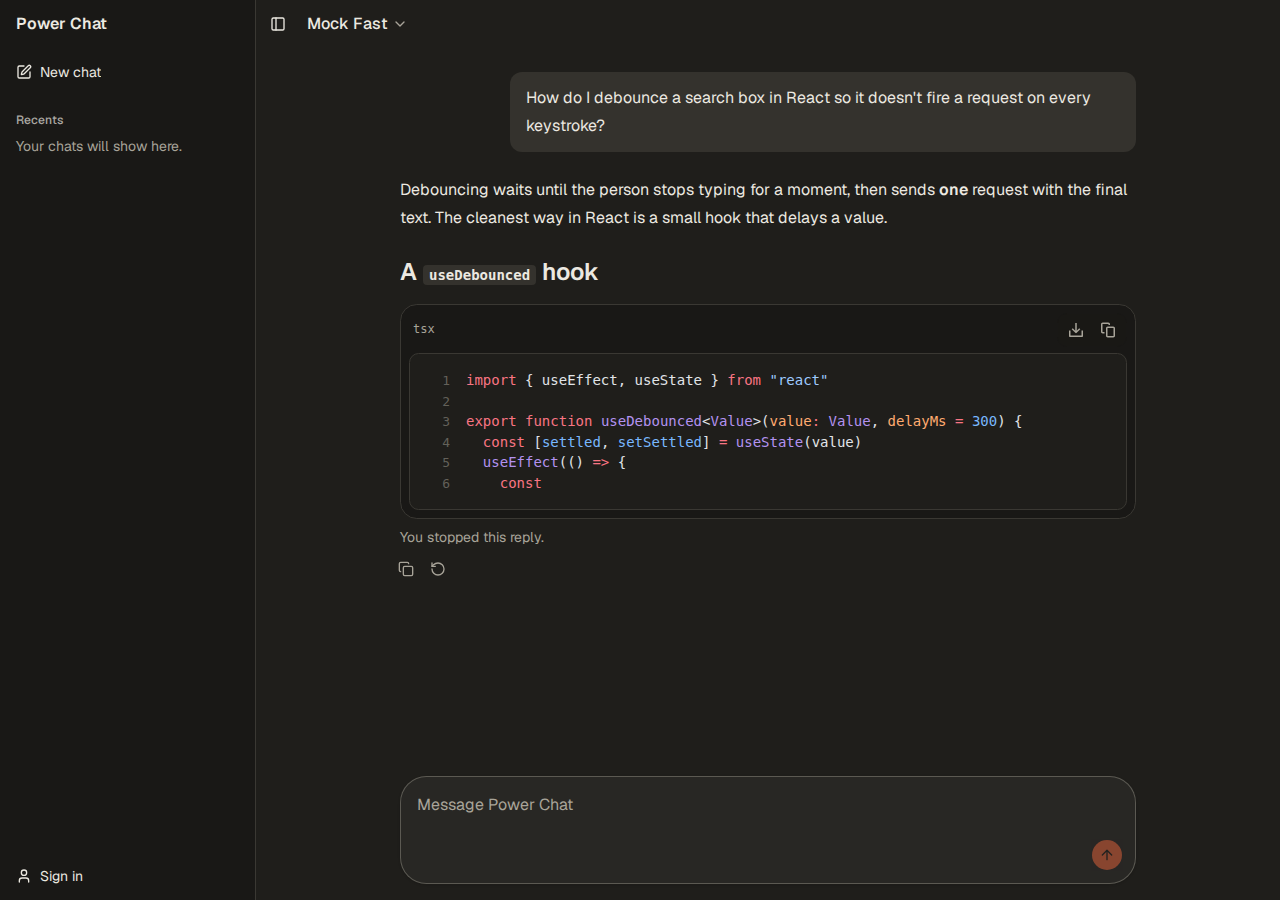 Power Chat
Mock Fast
New chat
Recents
Your chats will show here.
How do I debounce a search box in React so it doesn't fire a request on every
keystroke?
Debouncing waits until the person stops typing for a moment, then sends one request with the final
text. The cleanest way in React is a small hook that delays a value.
A useDebounced hook
tsx
1 import { useEffect, useState } from "react"
2
3 export function useDebounced<Value>(value: Value, delayMs = 300) {
4   const [settled, setSettled] = useState(value)
5   useEffect(() => {
6     const
You stopped this reply.
Message Power Chat
Sign in